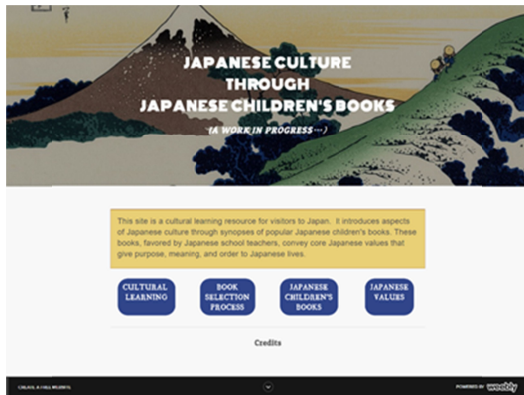 JAPANESE CULTURE
THROUGH
JAPANESE CHILDREN'S BOOKS
(A WORK IN PROGRESS...)
This site is a cultural learning resource for visitors to Japan. It introduces aspects
of Japanese culture through synopses of popular Japanese children's books. These
books, favored by Japanese school teachers, convey core Japanese values that
give purpose, meaning, and order to Japanese lives.
CULTURAL
LEARNING
BOOK
SELECTION
PROCESS
JAPANESE
CHILDREN'S
BOOKS
JAPANESE
VALUES
Credits
CREATE A FREE WEBSITE
POWERED BY weebly